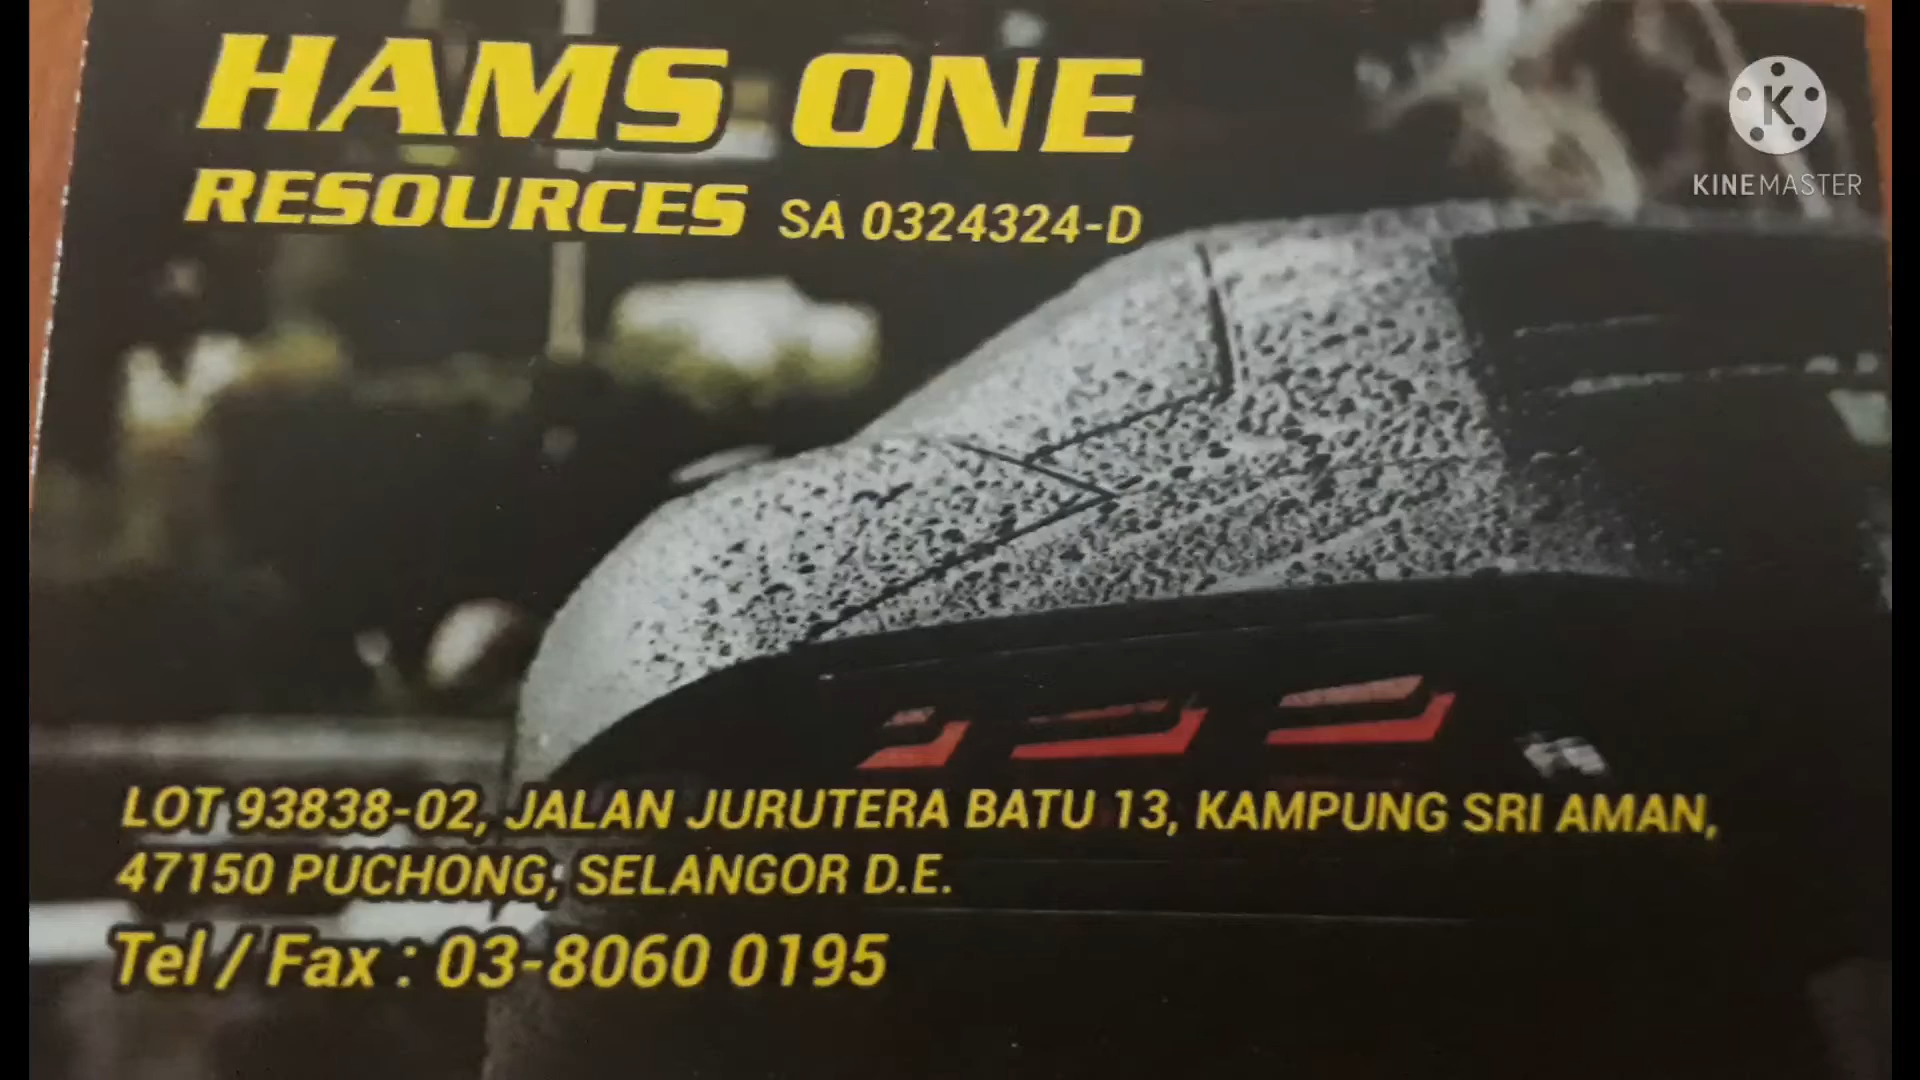 HAMS ONE
RESOURCES SA 0324324-D
K
KINEMASTER
LOT 93838-02, JALAN JURUTERA BATU 13, KAMPUNG SRI AMAN,
47150 PUCHONG, SELANGOR D.E.
Tel / Fax : 03-8060 0195